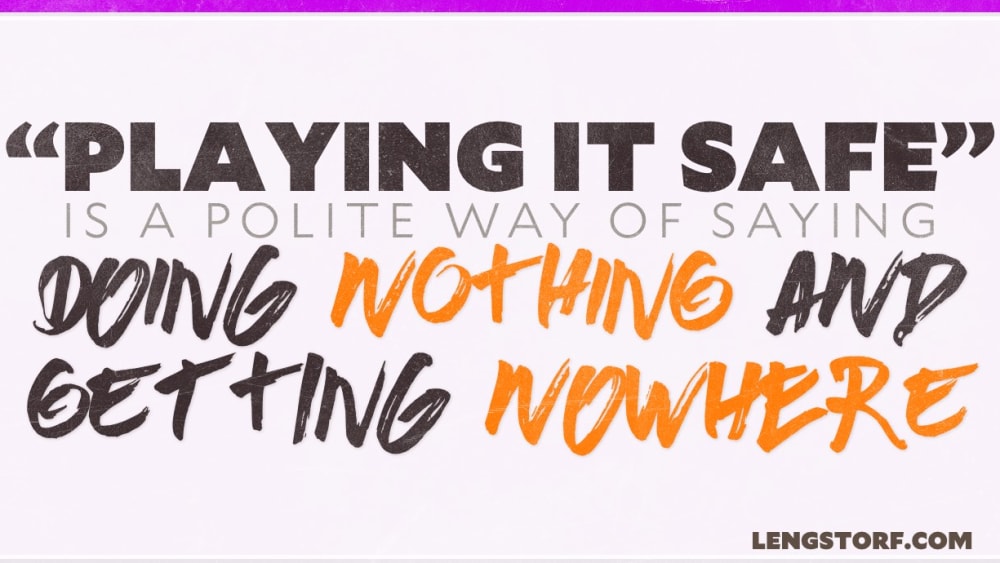 “PLAYING IT SAFE”
IS A POLITE WAY OF SAYING
DOING NOTHING AND
GETTING NOWHERE
LENGSTORF.COM